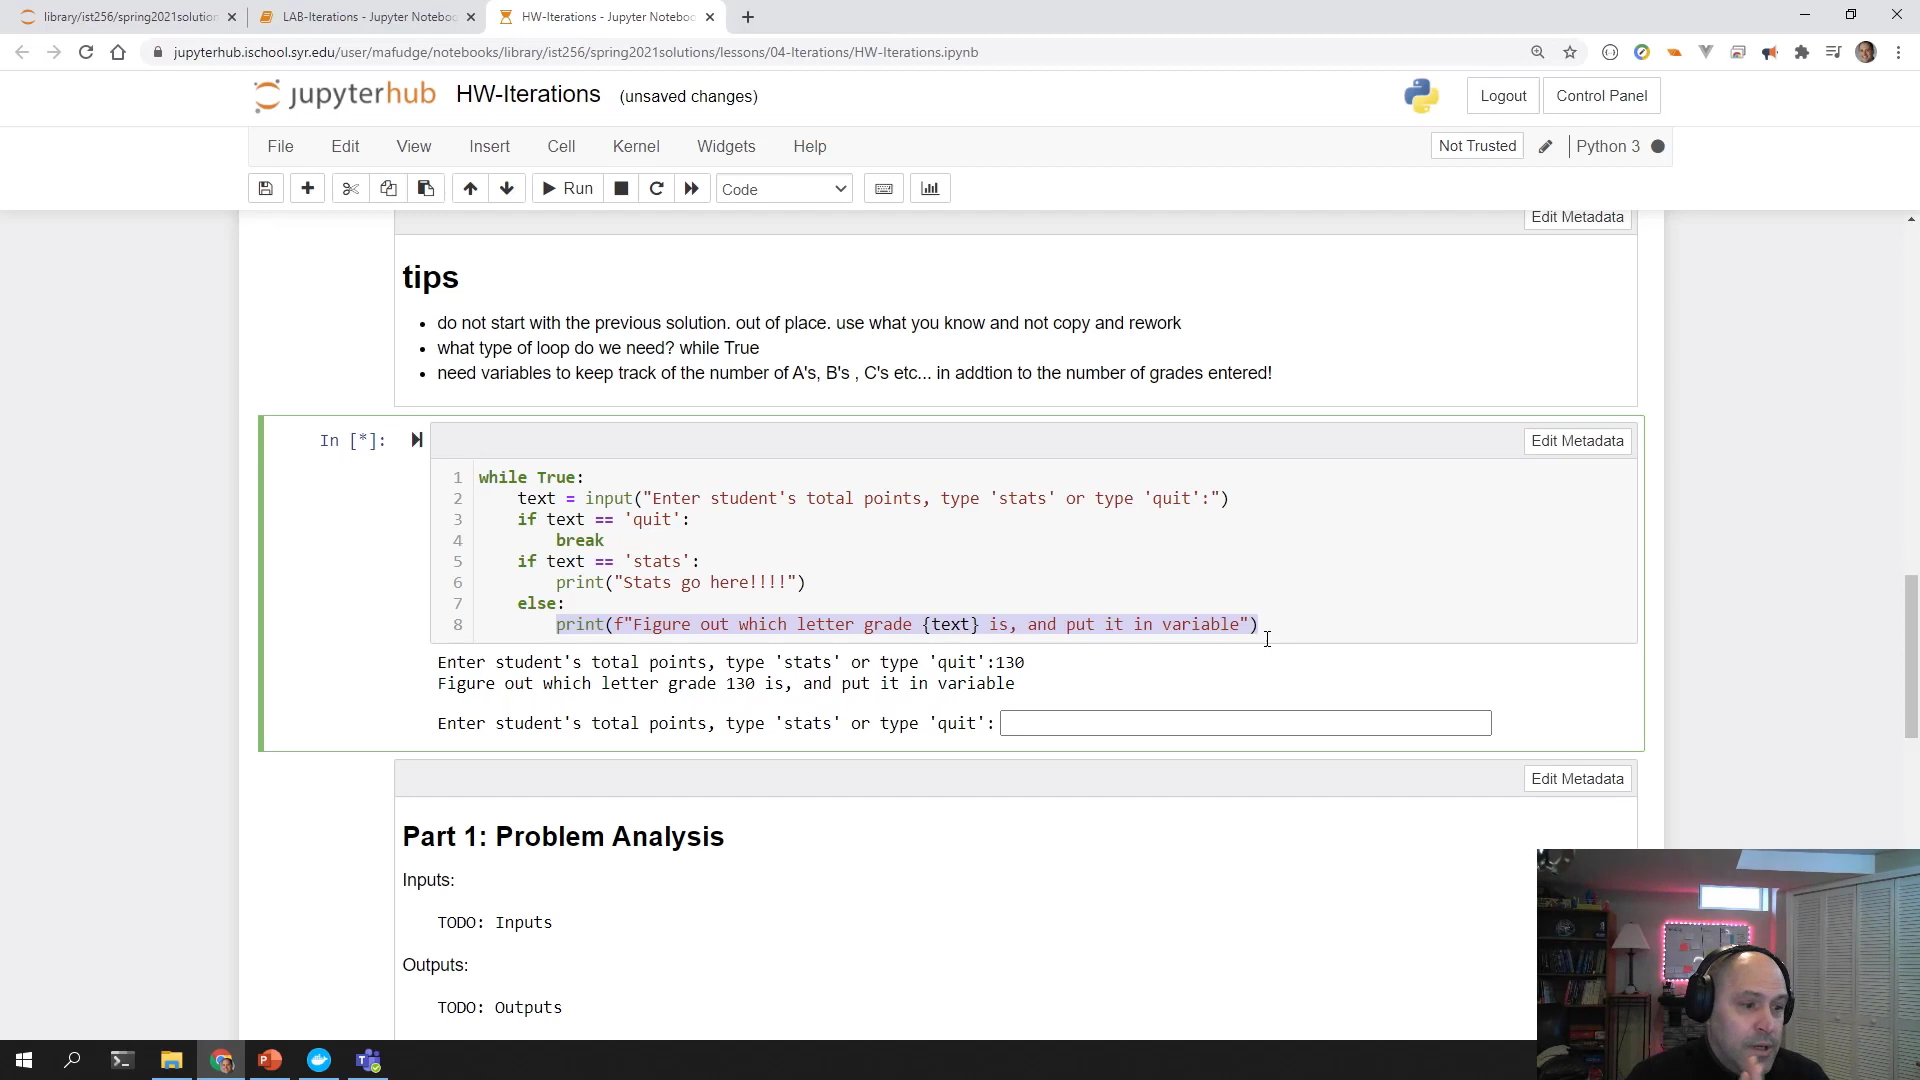 library/ist256/spring2021solution
LAB-Iterations - Jupyter Notebo
HW-Iterations - Jupyter Notebo
jupyterhub.ischool.syr.edu/user/mafudge/notebooks/library/ist256/spring2021solutions/lessons/04-Iterations/HW-Iterations.ipynb
jupyterhub HW-Iterations (unsaved changes)
Logout
Control Panel
File Edit View Insert Cell Kernel Widgets Help
Not Trusted
Python 3
Run
Code
Edit Metadata
tips
• do not start with the previous solution. out of place. use what you know and not copy and rework
• what type of loop do we need? while True
• need variables to keep track of the number of A's, B's , C's etc... in addtion to the number of grades entered!
In [*]:
Edit Metadata
1 while True:
2     text = input("Enter student's total points, type 'stats' or type 'quit':")
3     if text == 'quit':
4         break
5     if text == 'stats':
6         print("Stats go here!!!!")
7     else:
8         print(f"Figure out which letter grade {text} is, and put it in variable")
Enter student's total points, type 'stats' or type 'quit':130
Figure out which letter grade 130 is, and put it in variable
Enter student's total points, type 'stats' or type 'quit':
Edit Metadata
Part 1: Problem Analysis
Inputs:
TODO: Inputs
Outputs:
TODO: Outputs